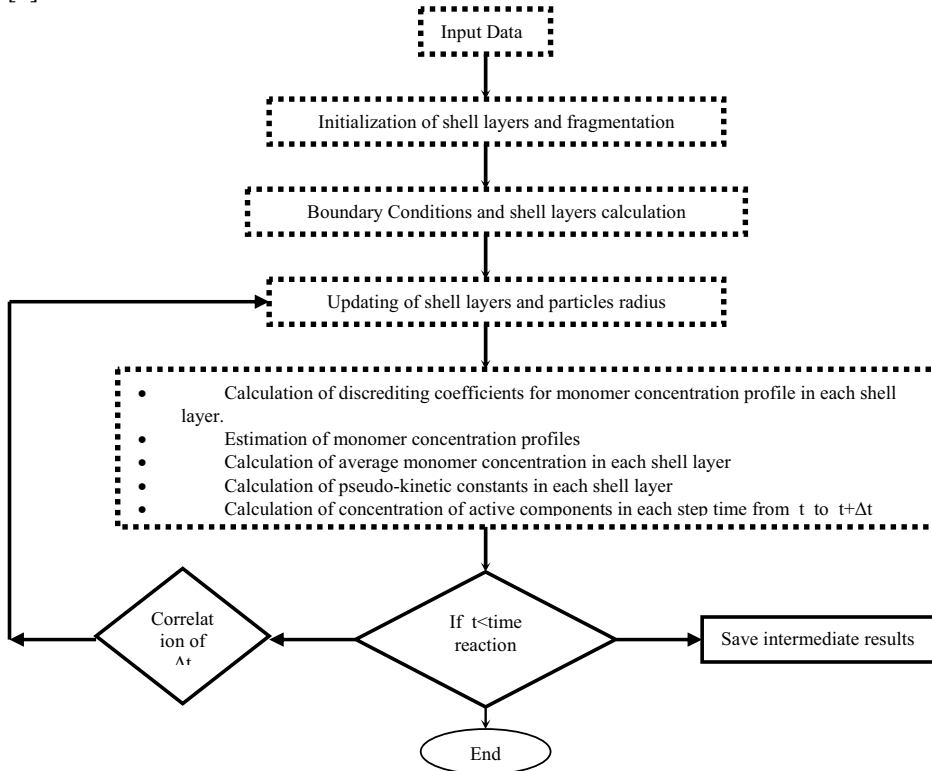 Input Data
Initialization of shell layers and fragmentation
Boundary Conditions and shell layers calculation
Updating of shell layers and particles radius
• Calculation of discrediting coefficients for monomer concentration profile in each shell
layer.
• Estimation of monomer concentration profiles
• Calculation of average monomer concentration in each shell layer
• Calculation of pseudo-kinetic constants in each shell layer
• Calculation of concentration of active components in each step time from t to t+Δt
Correlat
ion of
Δt
If t<time
reaction
Save intermediate results
End